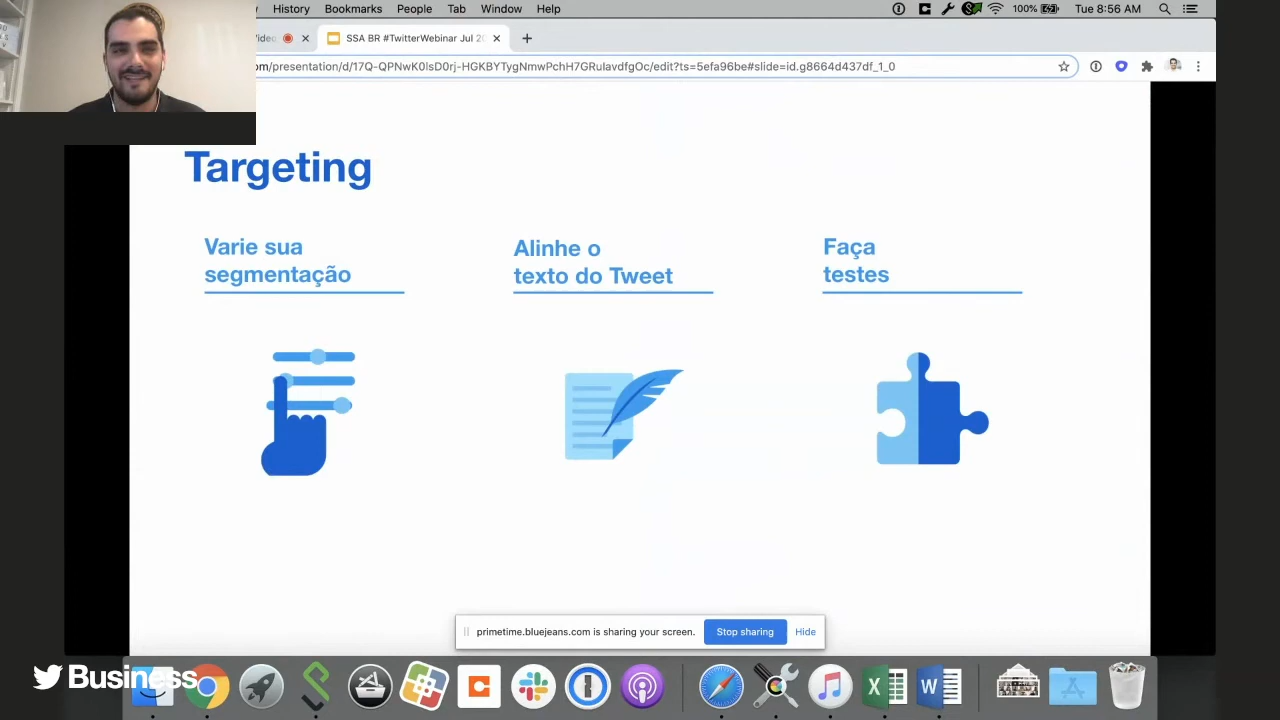 History Bookmarks People Tab Window Help 100% Tue 8:56 AM
SSA BR #TwitterWebinar Jul
om/presentation/d/17Q-QPNwK0lsD0rj-HGKBYTygNmwPchH7GRuIavdfgOc/edit?ts=5efa96be#slide=id.g8664d437df_1_0
Targeting
Varie sua
segmentação
Alinhe o
texto do Tweet
Faça
testes
primetime.bluejeans.com is sharing your screen. Stop sharing Hide
Business